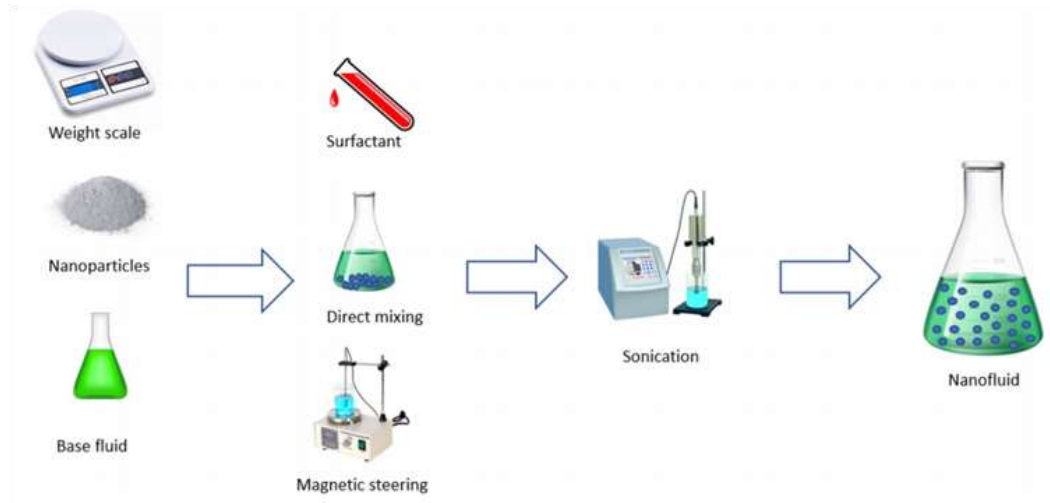 Weight scale
Nanoparticles
Base fluid
Surfactant
Direct mixing
Magnetic steering
Sonication
Nanofluid